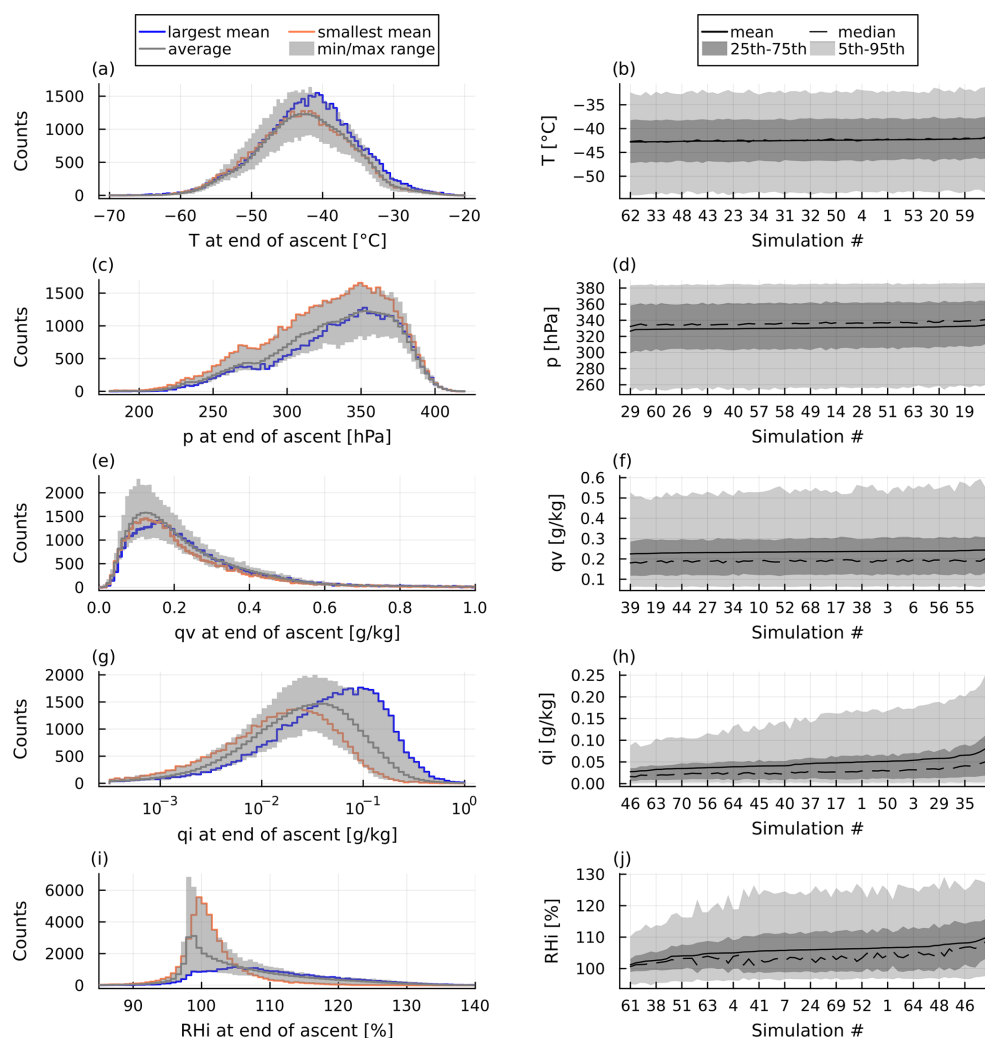 largest mean smallest mean
average min/max range
mean median
25th-75th 5th-95th
(a)
Counts
1500
1000
500
0
−70 −60 −50 −40 −30 −20
T at end of ascent [°C]
(b)
T [°C]
−35
−40
−45
−50
62 33 48 43 23 34 31 32 50 4 1 53 20 59
Simulation #
(c)
Counts
1500
1000
500
0
200 250 300 350 400
p at end of ascent [hPa]
(d)
p [hPa]
380
360
340
320
300
280
260
29 60 26 9 40 57 58 49 14 28 51 63 30 19
Simulation #
(e)
Counts
2000
1500
1000
500
0
0.0 0.2 0.4 0.6 0.8 1.0
qv at end of ascent [g/kg]
(f)
qv [g/kg]
0.6
0.5
0.4
0.3
0.2
0.1
39 19 44 27 34 10 52 68 17 38 3 6 56 55
Simulation #
(g)
Counts
2000
1500
1000
500
0
10⁻³ 10⁻² 10⁻¹ 10⁰
qi at end of ascent [g/kg]
(h)
qi [g/kg]
0.25
0.20
0.15
0.10
0.05
0.00
46 63 70 56 64 45 40 37 17 1 50 3 29 35
Simulation #
(i)
Counts
6000
4000
2000
0
90 100 110 120 130 140
RHi at end of ascent [%]
(j)
RHi [%]
130
120
110
100
61 38 51 63 4 41 7 24 69 52 1 64 48 46
Simulation #